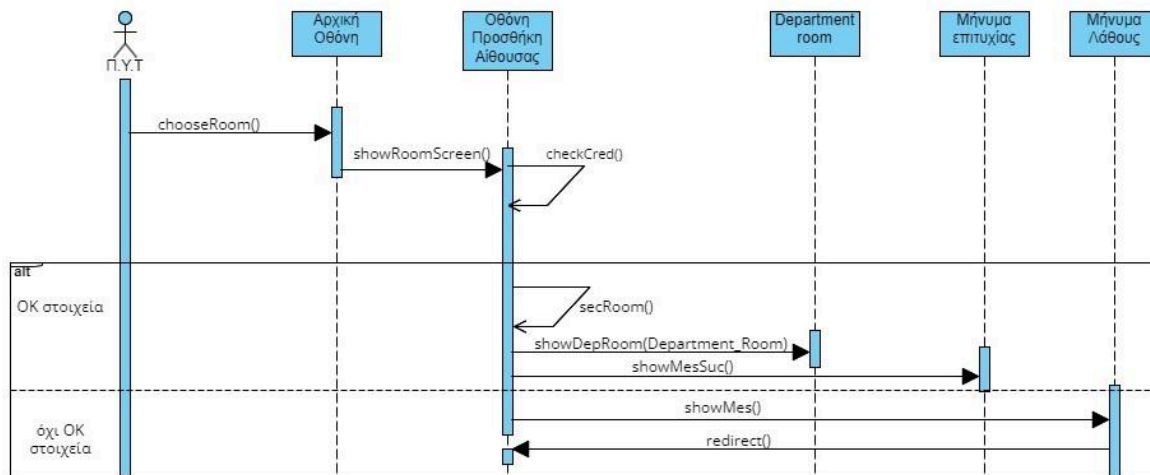 Π.Υ.Τ
Αρχική
Οθόνη
Οθόνη
Προσθήκη
Αίθουσας
Department
room
Μήνυμα
επιτυχίας
Μήνυμα
Λάθους
chooseRoom()
showRoomScreen()
checkCred()
alt
ΟΚ στοιχεία
secRoom()
showDepRoom(Department_Room)
showMesSuc()
όχι ΟΚ
στοιχεία
showMes()
redirect()